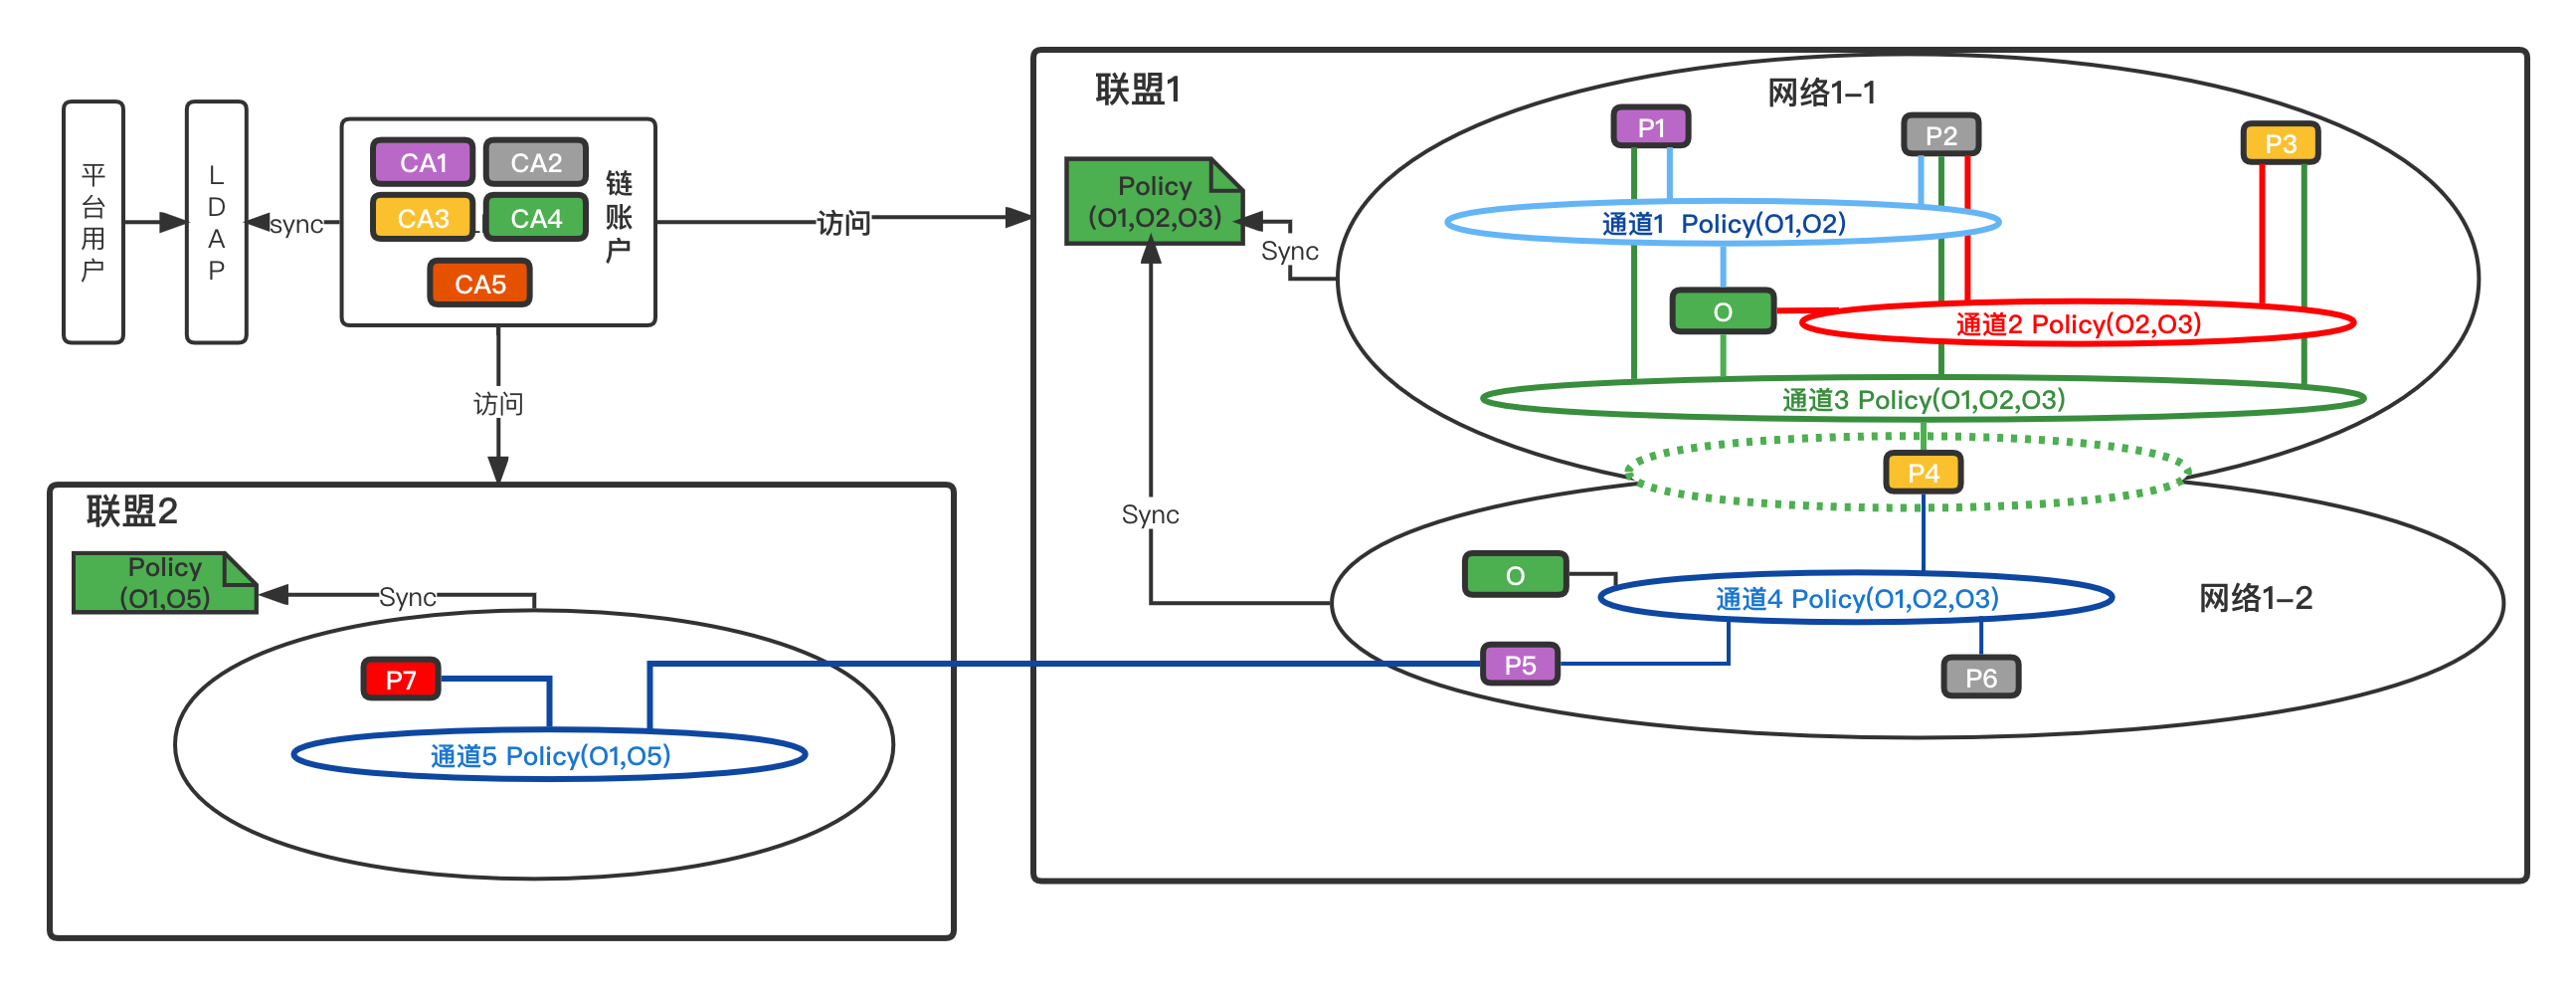 平台用户
LDAP
sync
CA1
CA2
CA3
CA4
CA5
链账户
访问
访问
联盟1
Policy
(O1,O2,O3)
Sync
Sync
网络1-1
P1
P2
P3
通道1 Policy(O1,O2)
O
通道2 Policy(O2,O3)
通道3 Policy(O1,O2,O3)
P4
O
通道4 Policy(O1,O2,O3)
网络1-2
P5
P6
联盟2
Policy
(O1,O5)
Sync
P7
通道5 Policy(O1,O5)